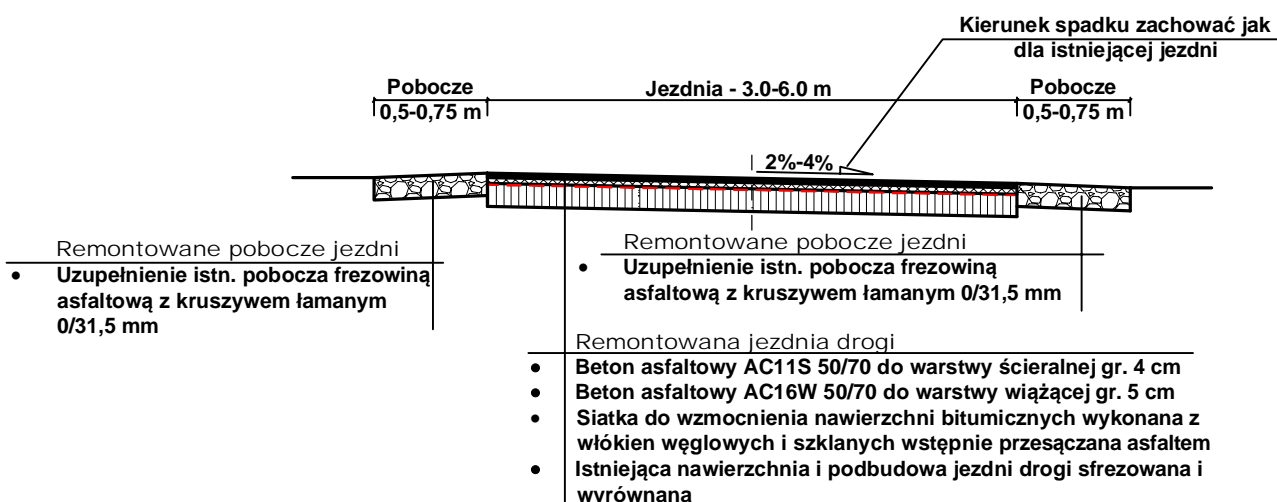 Kierunek spadku zachować jak
dla istniejącej jezdni
Pobocze
0,5-0,75 m
Jezdnia - 3.0-6.0 m
Pobocze
0,5-0,75 m
2%-4%
Remontowane pobocze jezdni
• Uzupełnienie istn. pobocza frezowiną
asfaltową z kruszywem łamanym
0/31,5 mm
Remontowane pobocze jezdni
• Uzupełnienie istn. pobocza frezowiną
asfaltową z kruszywem łamanym 0/31,5 mm
Remontowana jezdnia drogi
• Beton asfaltowy AC11S 50/70 do warstwy ścieralnej gr. 4 cm
• Beton asfaltowy AC16W 50/70 do warstwy wiążącej gr. 5 cm
• Siatka do wzmocnienia nawierzchni bitumicznych wykonana z
włókien węglowych i szklanych wstępnie przesączana asfaltem
• Istniejąca nawierzchnia i podbudowa jezdni drogi sfrezowana i
wyrównana